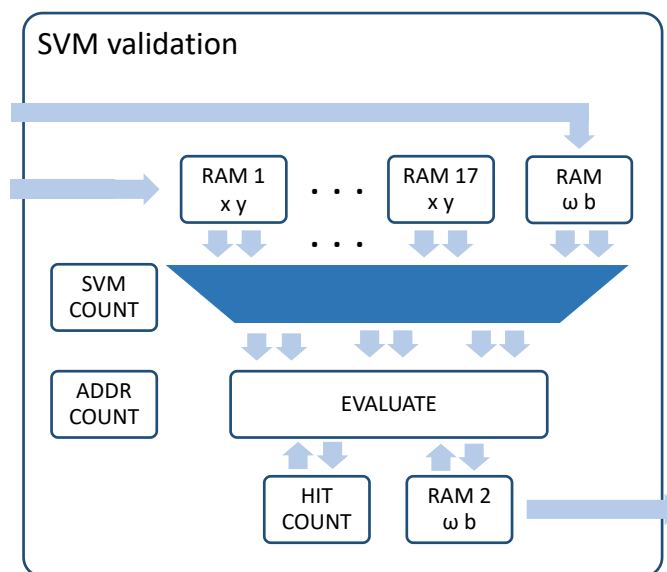 SVM validation
RAM 1
x y
. . .
RAM 17
x y
RAM
ω b
. . .
SVM
COUNT
ADDR
COUNT
EVALUATE
HIT
COUNT
RAM 2
ω b